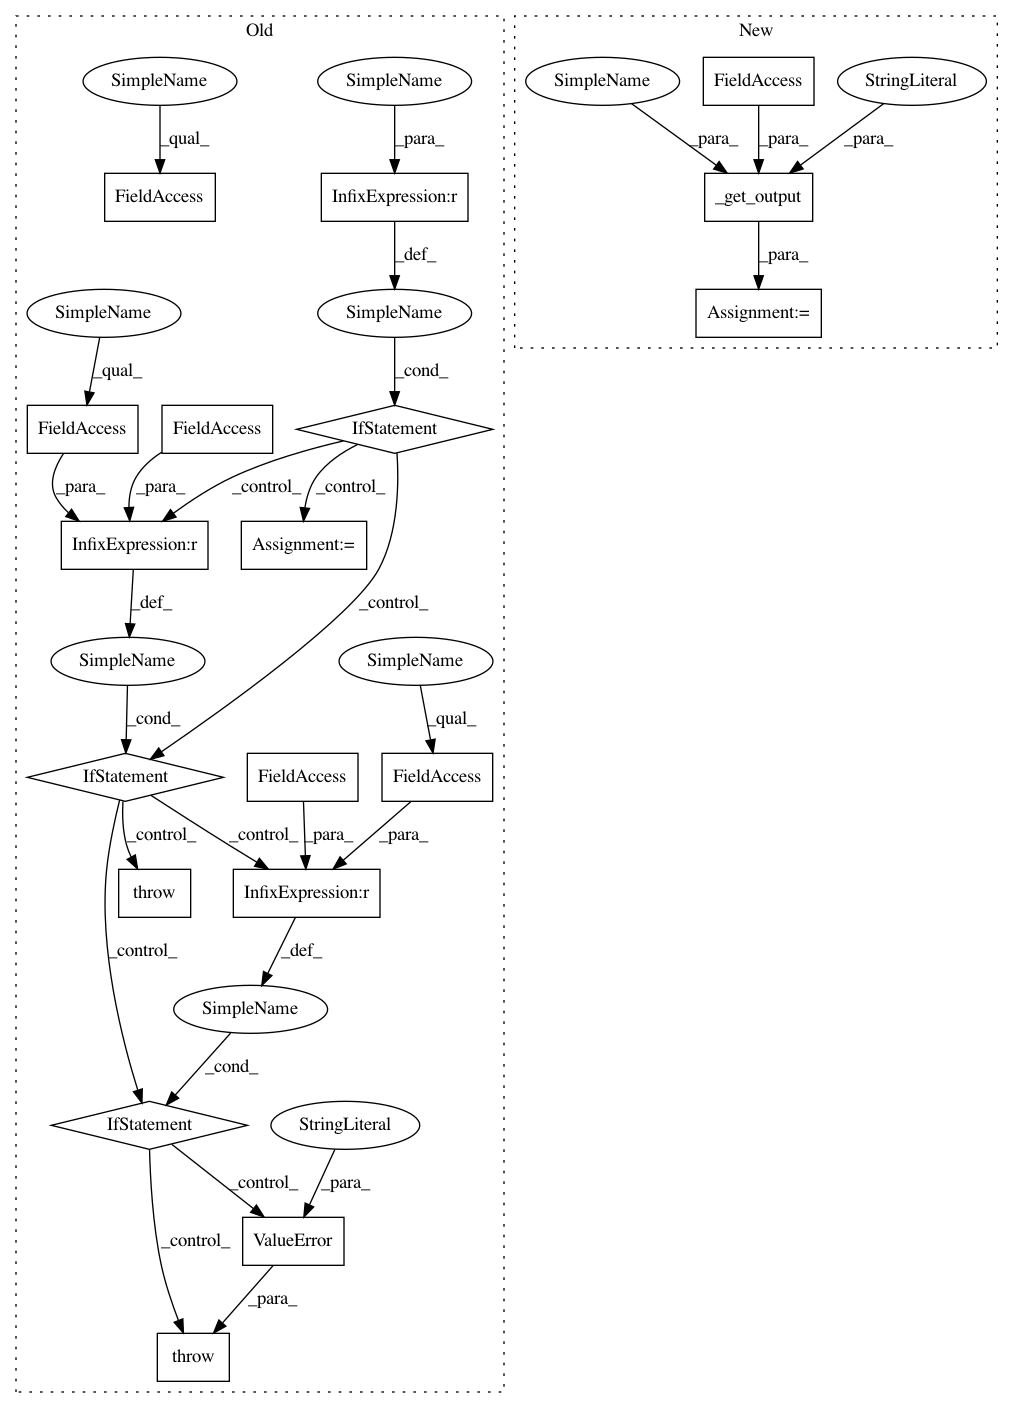 Old
New
SimpleName
SimpleName
SimpleName
FieldAccess
StringLiteral
_qual_
_para_
_para_
_para_
_para_
FieldAccess
InfixExpression:r
_get_output
_def_
_para_
SimpleName
SimpleName
Assignment:=
_qual_
_cond_
FieldAccess
FieldAccess
IfStatement
_para_
_para_
_control_
_control_
InfixExpression:r
Assignment:=
_def_
_control_
SimpleName
SimpleName
_cond_
_qual_
IfStatement
FieldAccess
FieldAccess
_control_
_control_
_para_
_para_
throw
InfixExpression:r
_control_
_def_
SimpleName
_cond_
IfStatement
StringLiteral
_control_
_para_
_control_
ValueError
_para_
throw